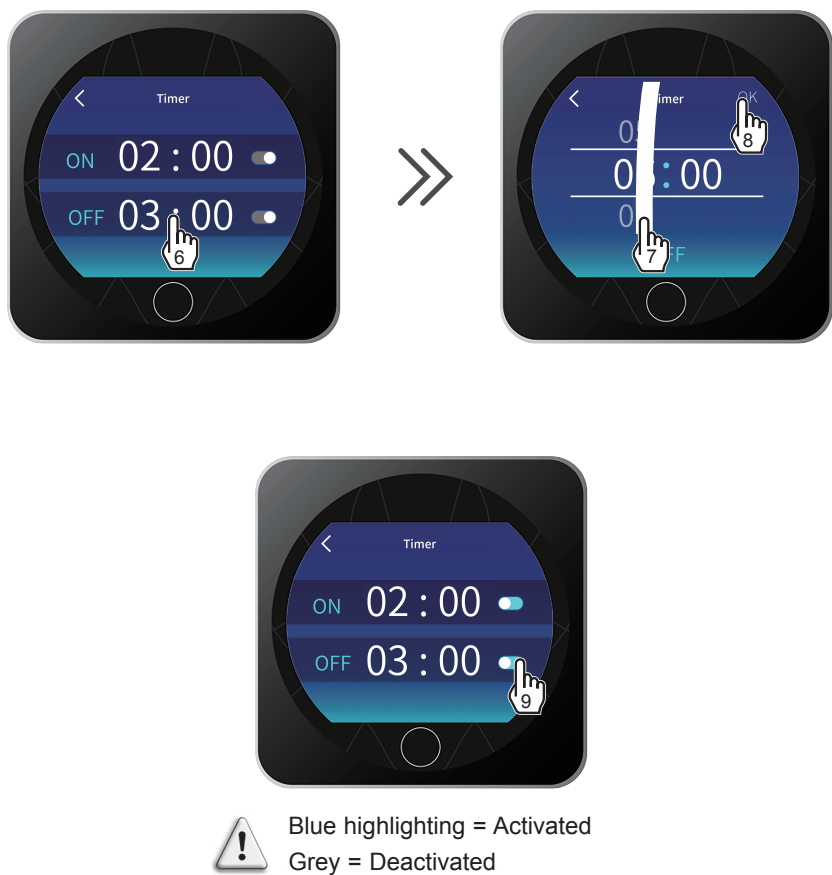 Timer
ON 02 : 00
OFF 03 : 00
6
OK
8
: 00
7
Timer
ON 02 : 00
OFF 03 : 00
9
Blue highlighting = Activated
Grey = Deactivated